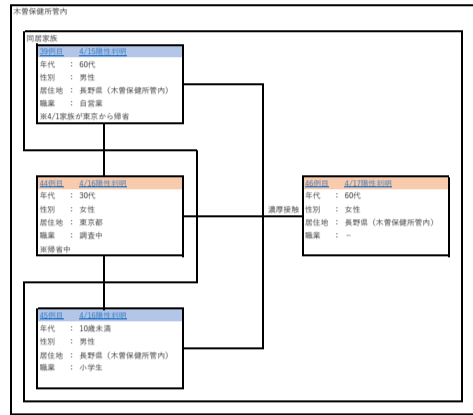 木曽保健所管内
同居家族
39例目 4/15陽性判明
年代 ： 60代
性別 ： 男性
居住地 ： 長野県（木曽保健所管内）
職業 ： 自営業
※4/1家族が東京から帰省
44例目 4/16陽性判明
年代 ： 30代
性別 ： 女性
居住地 ： 東京都
職業 ： 調査中
※帰省中
濃厚接触
46例目 4/17陽性判明
年代 ： 60代
性別 ： 女性
居住地 ： 長野県（木曽保健所管内）
職業 ： －
45例目 4/16陽性判明
年代 ： 10歳未満
性別 ： 男性
居住地 ： 長野県（木曽保健所管内）
職業 ： 小学生